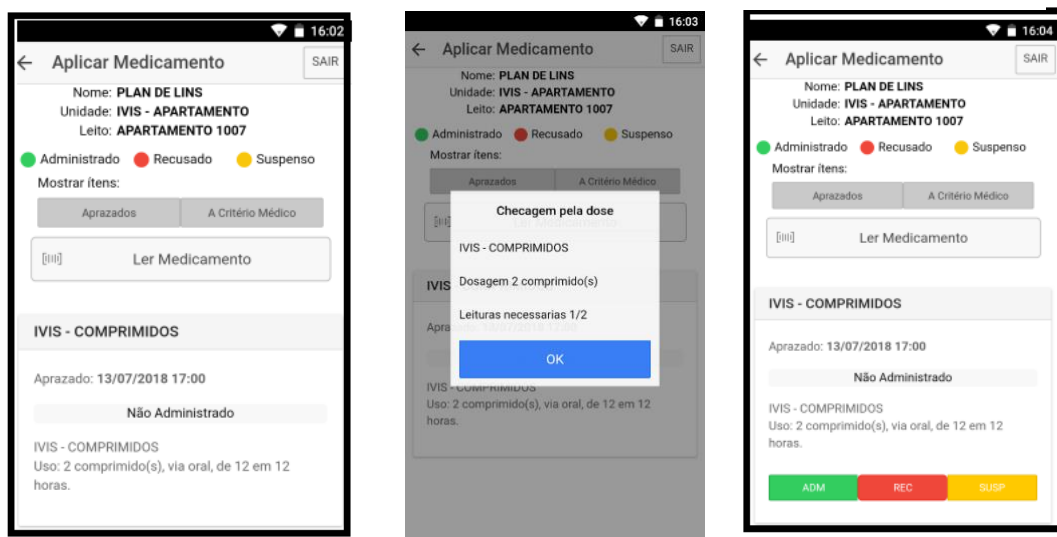 16:02
Aplicar Medicamento
SAIR
Nome: PLAN DE LINS
Unidade: IVIS - APARTAMENTO
Leito: APARTAMENTO 1007
Administrado Recusado Suspenso
Mostrar ítens:
Aprazados A Critério Médico
Ler Medicamento
IVIS - COMPRIMIDOS
Aprazado: 13/07/2018 17:00
Não Administrado
IVIS - COMPRIMIDOS
Uso: 2 comprimido(s), via oral, de 12 em 12
horas.
16:03
Aplicar Medicamento
SAIR
Nome: PLAN DE LINS
Unidade: IVIS - APARTAMENTO
Leito: APARTAMENTO 1007
Administrado Recusado Suspenso
Mostrar ítens:
Aprazados A Critério Médico
Checagem pela dose
IVIS - COMPRIMIDOS
Dosagem 2 comprimido(s)
Leituras necessarias 1/2
OK
IVIS
Apra
IVIS - COMPRIMIDOS
Uso: 2 comprimido(s), via oral, de 12 em 12
horas.
16:04
Aplicar Medicamento
SAIR
Nome: PLAN DE LINS
Unidade: IVIS - APARTAMENTO
Leito: APARTAMENTO 1007
Administrado Recusado Suspenso
Mostrar ítens:
Aprazados A Critério Médico
Ler Medicamento
IVIS - COMPRIMIDOS
Aprazado: 13/07/2018 17:00
Não Administrado
IVIS - COMPRIMIDOS
Uso: 2 comprimido(s), via oral, de 12 em 12
horas.
ADM REC SUSP